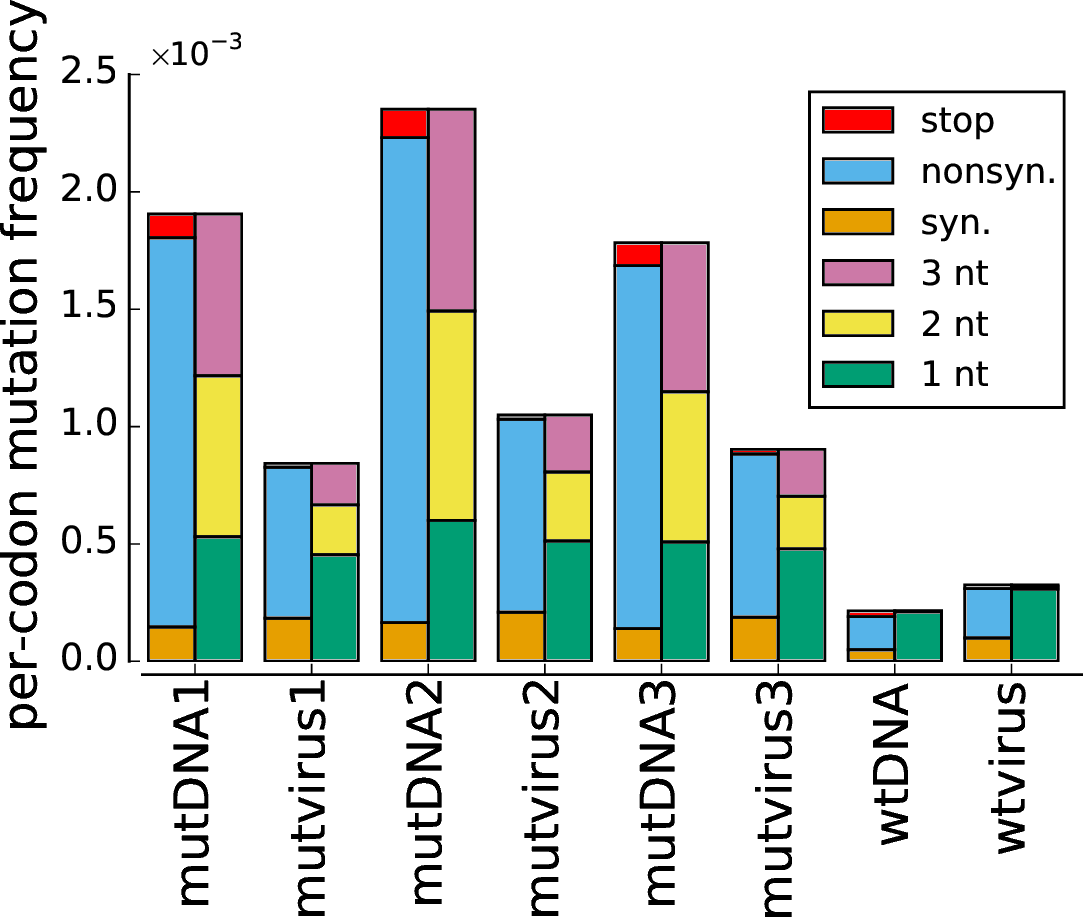 per-codon mutation frequency
×10⁻³
2.5
2.0
1.5
1.0
0.5
0.0
stop
nonsyn.
syn.
3 nt
2 nt
1 nt
mutDNA1
mutvirus1
mutDNA2
mutvirus2
mutDNA3
mutvirus3
wtDNA
wtvirus